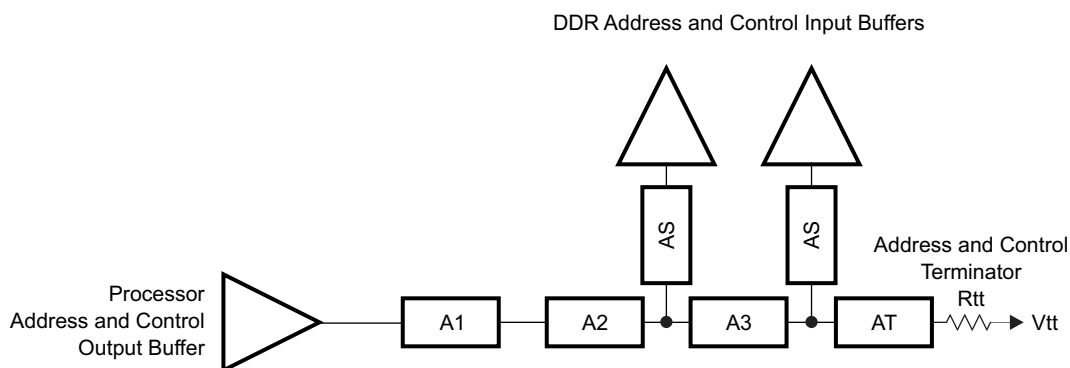 DDR Address and Control Input Buffers
AS
AS
Processor
Address and Control
Output Buffer
A1
A2
A3
AT
Address and Control
Terminator
Rtt
Vtt